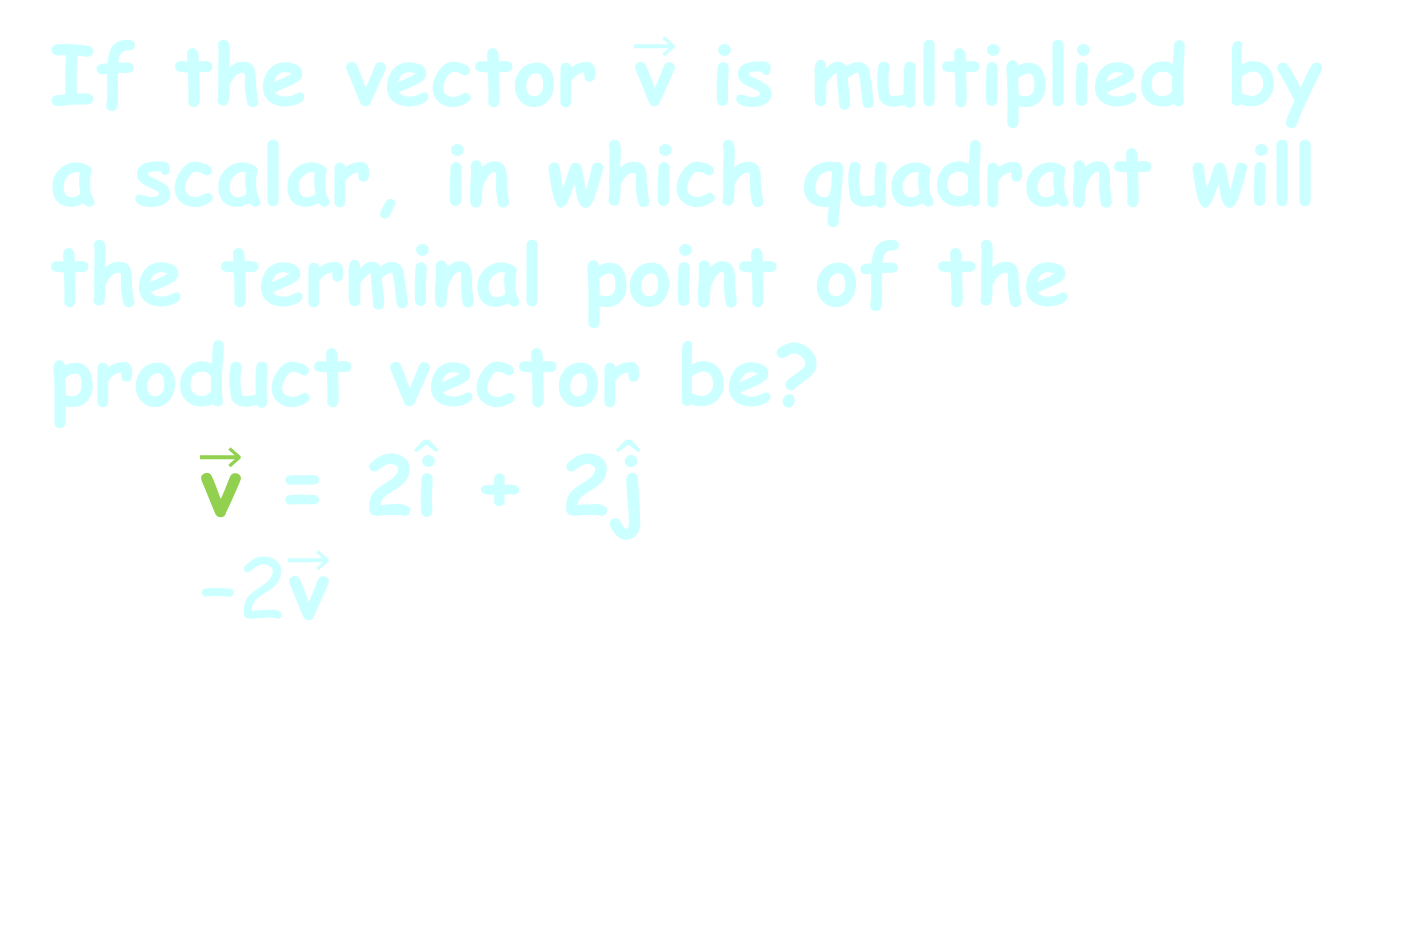 If the vector v⃗ is multiplied by
a scalar, in which quadrant will
the terminal point of the
product vector be?
v⃗ = 2î + 2ĵ
-2v⃗